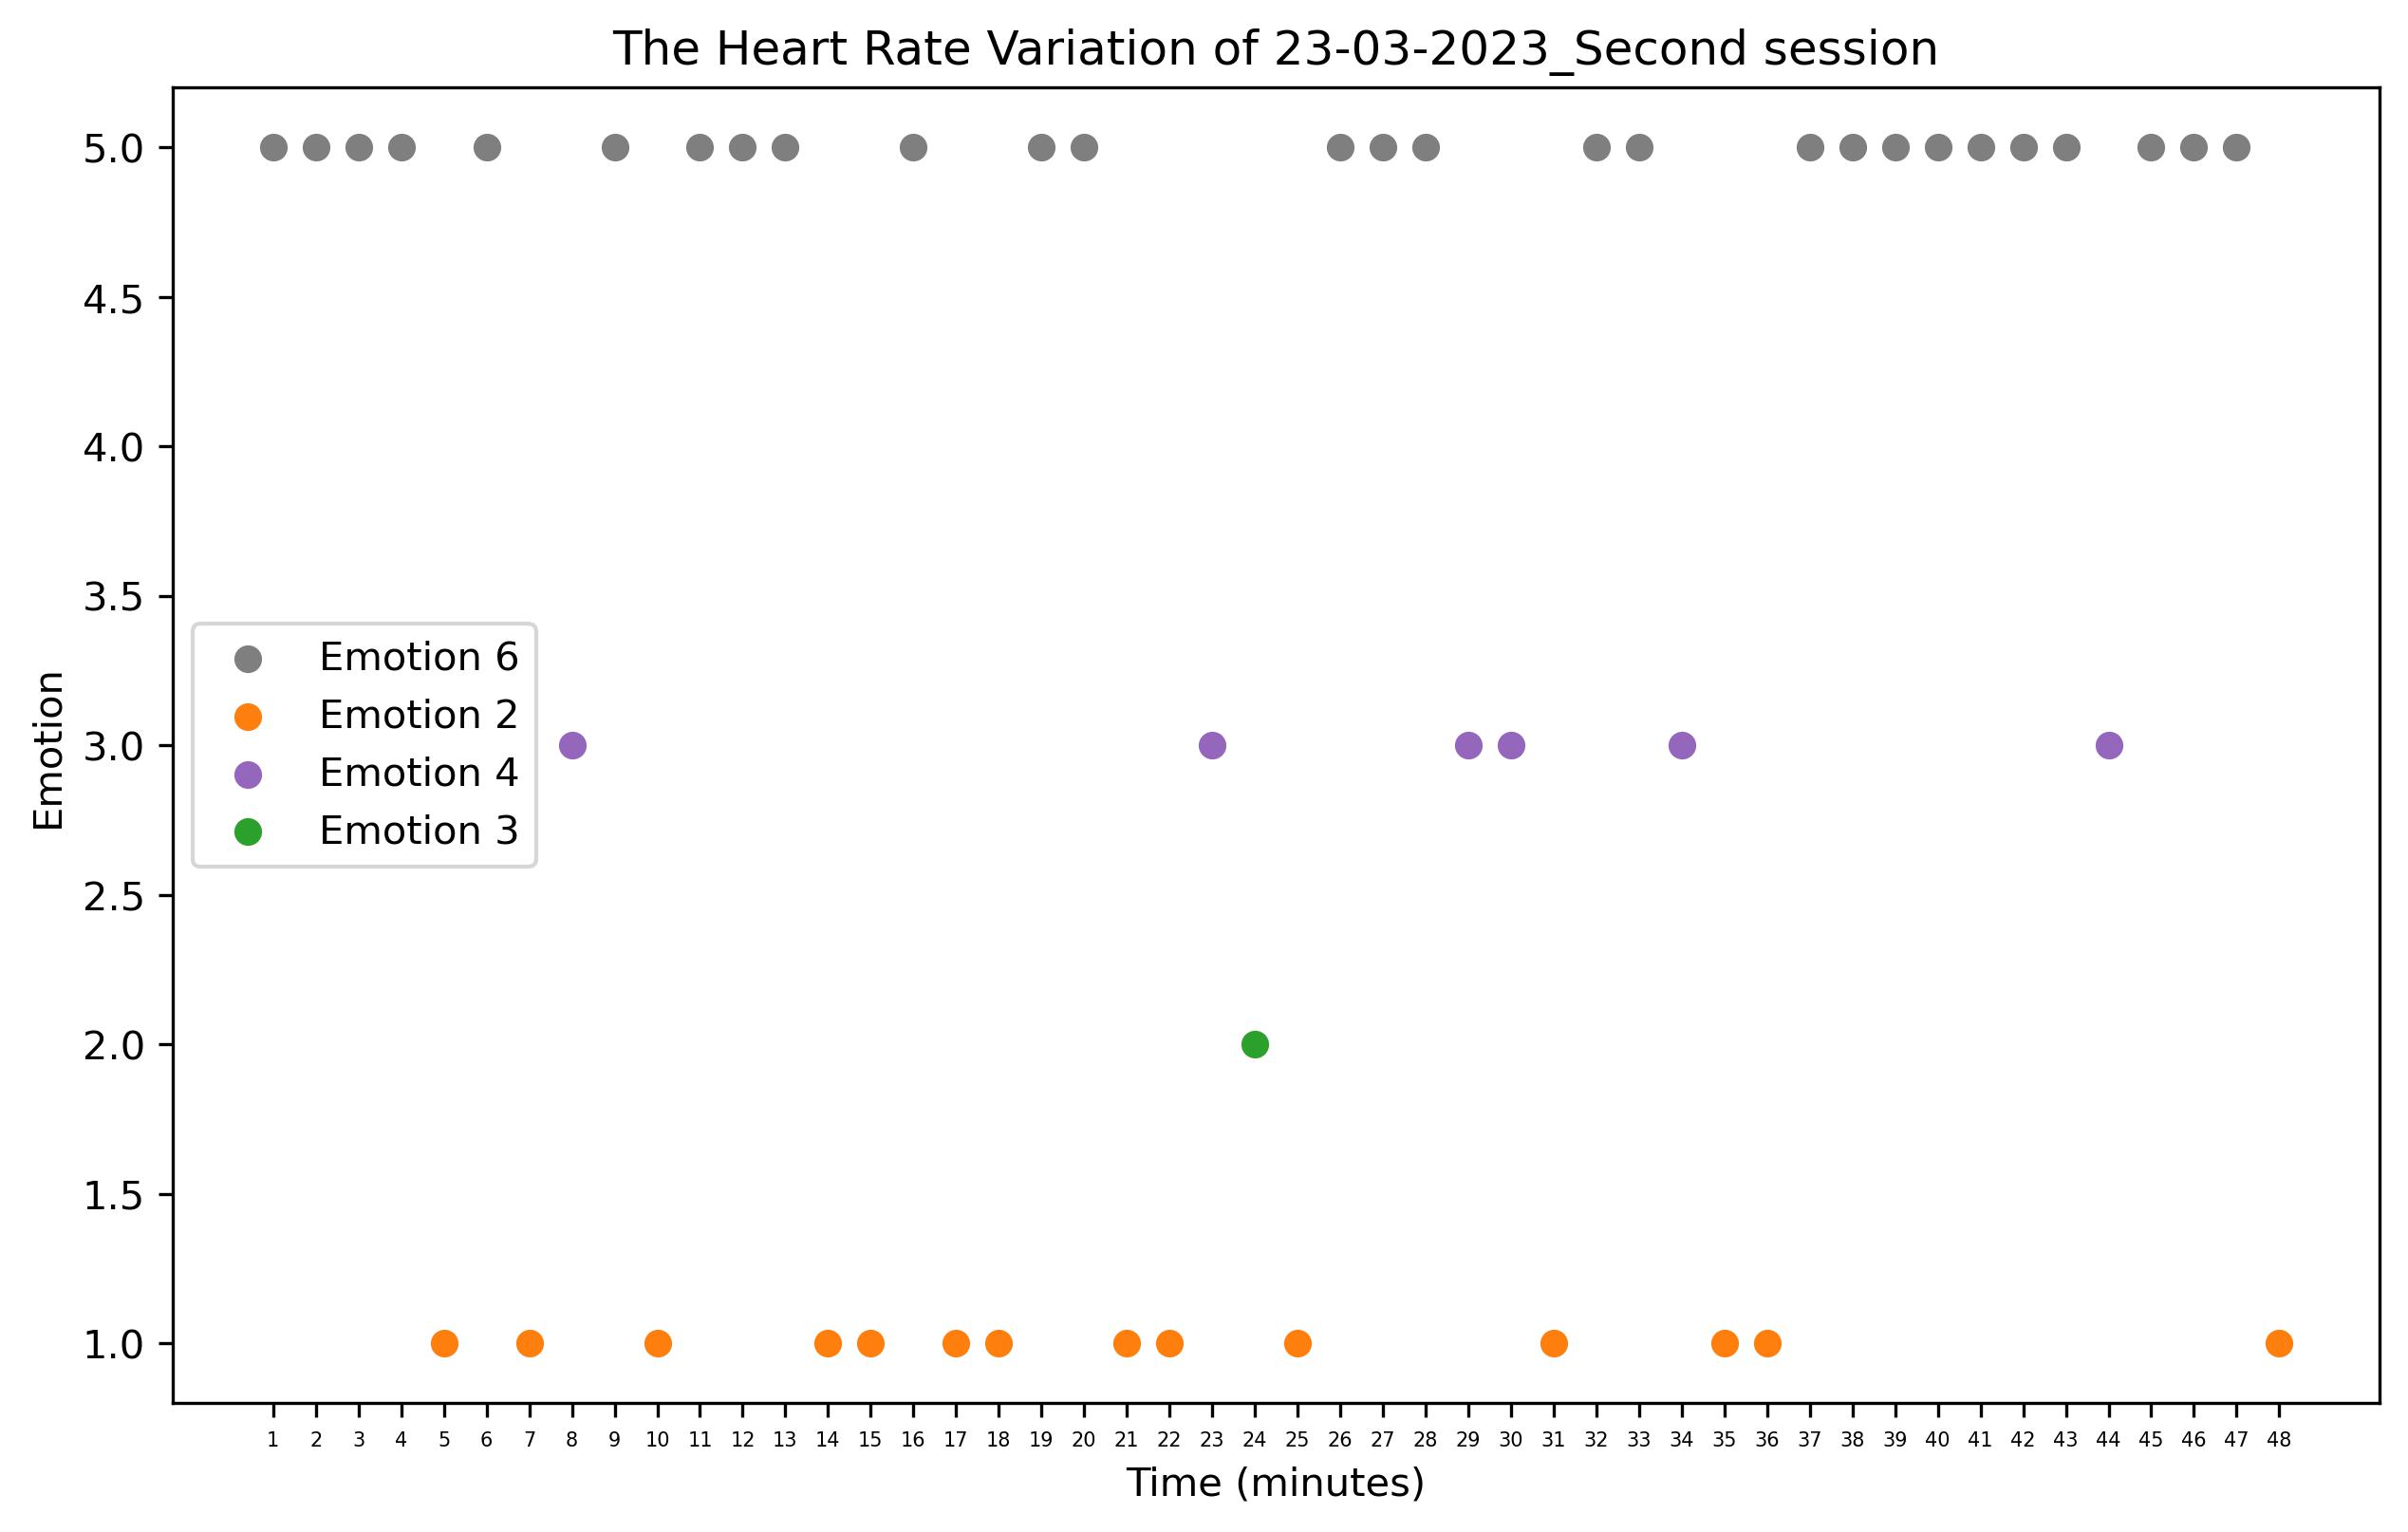 The Heart Rate Variation of 23-03-2023_Second session
5.0
4.5
4.0
3.5
3.0
2.5
2.0
1.5
1.0
Emotion
Emotion 6
Emotion 2
Emotion 4
Emotion 3
1 2 3 4 5 6 7 8 9 10 11 12 13 14 15 16 17 18 19 20 21 22 23 24 25 26 27 28 29 30 31 32 33 34 35 36 37 38 39 40 41 42 43 44 45 46 47 48
Time (minutes)